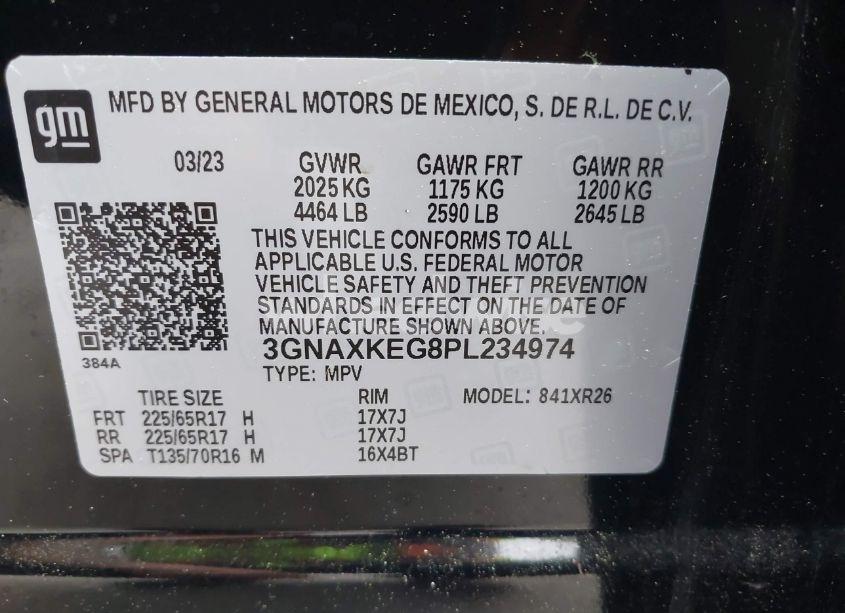 gm
MFD BY GENERAL MOTORS DE MEXICO, S. DE R.L. DE C.V.
03/23 GVWR GAWR FRT GAWR RR
2025 KG 1175 KG 1200 KG
4464 LB 2590 LB 2645 LB
THIS VEHICLE CONFORMS TO ALL
APPLICABLE U.S. FEDERAL MOTOR
VEHICLE SAFETY AND THEFT PREVENTION
STANDARDS IN EFFECT ON THE DATE OF
MANUFACTURE SHOWN ABOVE.
3GNAXKEG8PL234974
384A
TYPE: MPV
TIRE SIZE RIM MODEL: 841XR26
FRT 225/65R17 H 17X7J
RR 225/65R17 H 17X7J
SPA T135/70R16 M 16X4BT